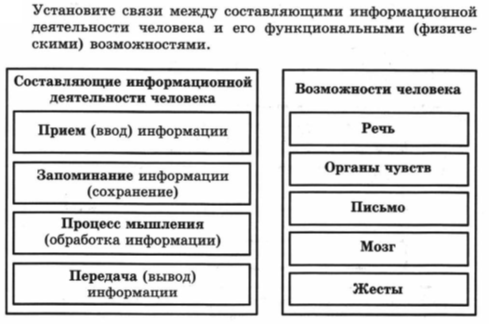 Установите связи между составляющими информационной
деятельности человека и его функциональными (физиче-
скими) возможностями.
Составляющие информационной
деятельности человека
Прием (ввод) информации
Запоминание информации
(сохранение)
Процесс мышления
(обработка информации)
Передача (вывод)
информации
Возможности человека
Речь
Органы чувств
Письмо
Мозг
Жесты